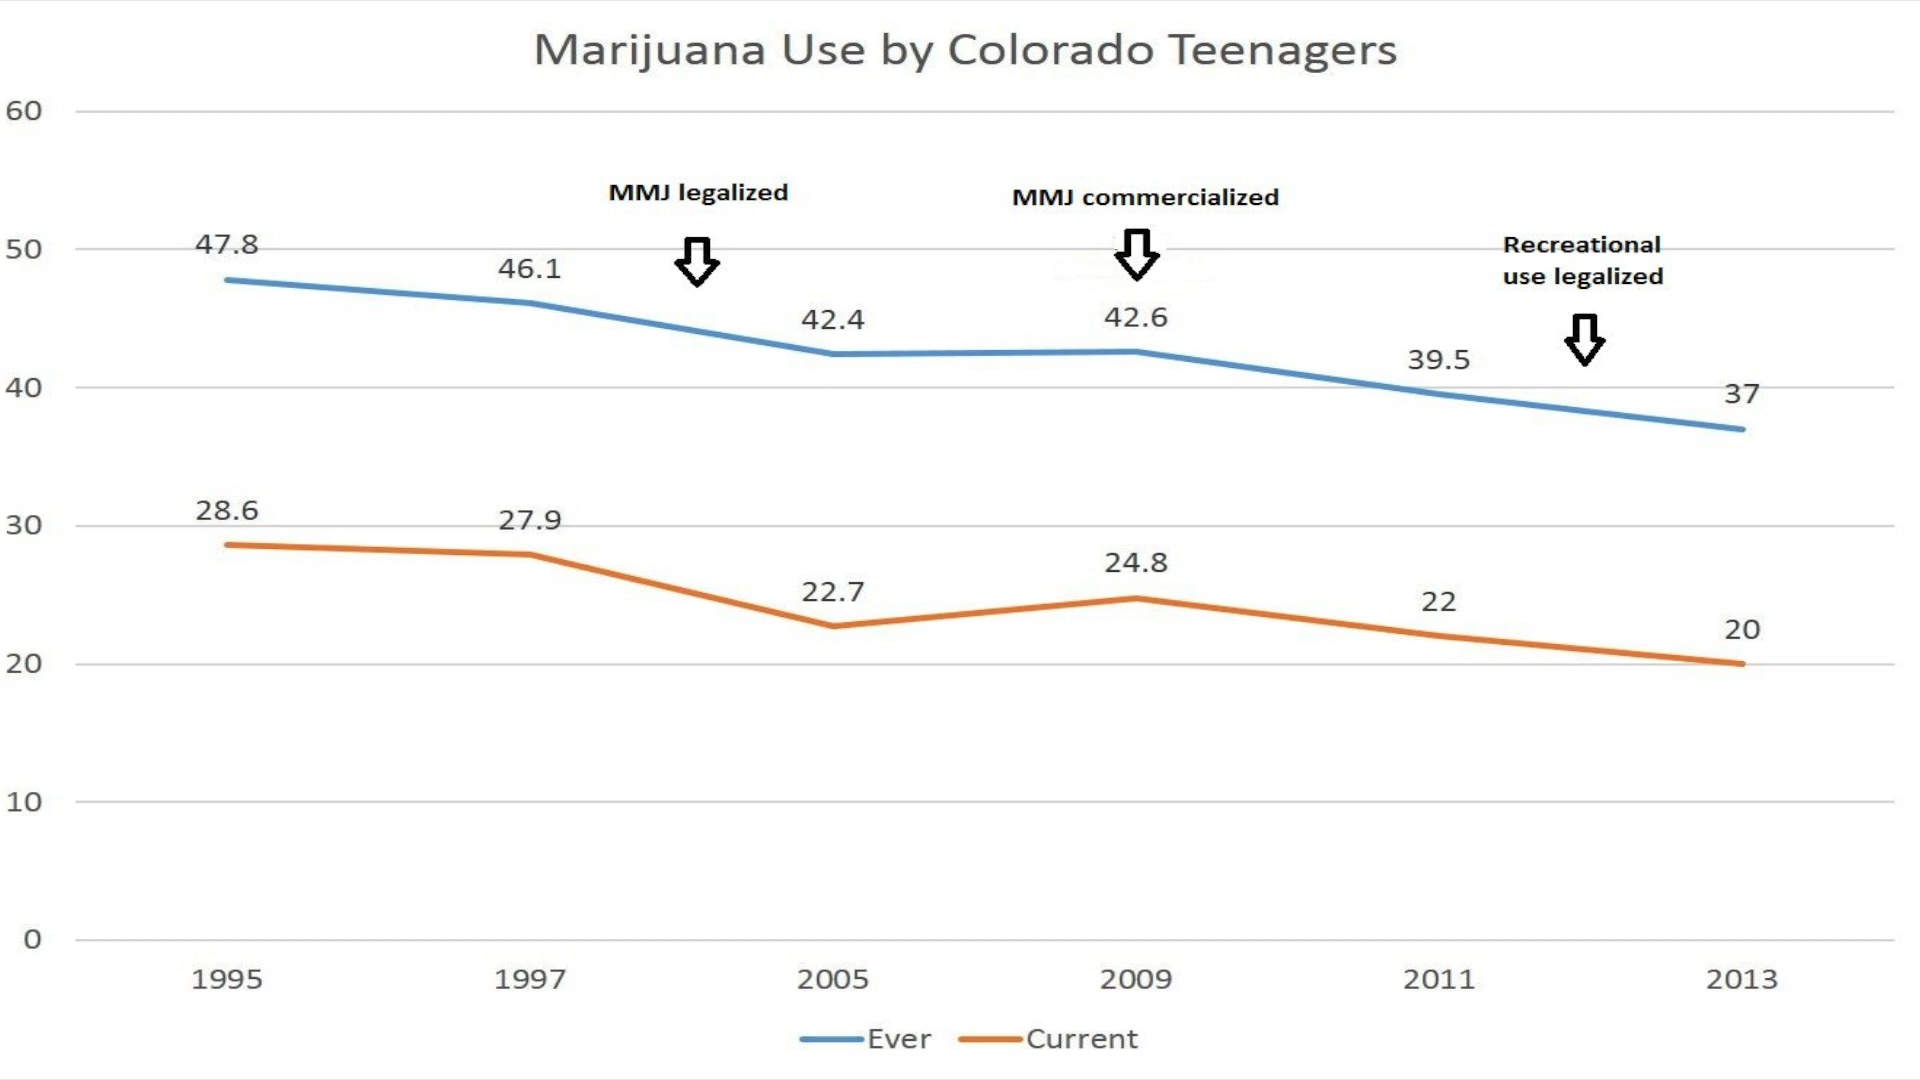 Marijuana Use by Colorado Teenagers
60
50
40
30
20
10
0
MMJ legalized
MMJ commercialized
Recreational
use legalized
47.8
46.1
42.4
42.6
39.5
37
28.6
27.9
22.7
24.8
22
20
1995 1997 2005 2009 2011 2013
Ever Current